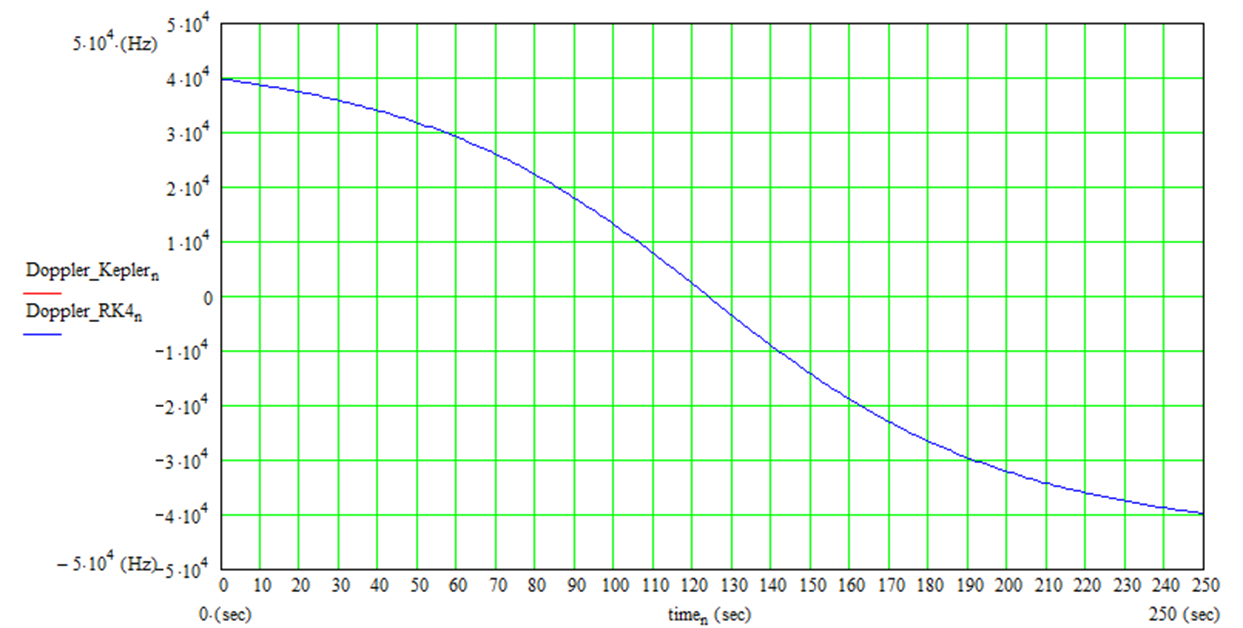 5·10⁴
5·10⁴·(Hz)
4·10⁴
3·10⁴
2·10⁴
1·10⁴
Doppler_Keplerₙ
0
Doppler_RK4ₙ
−1·10⁴
−2·10⁴
−3·10⁴
−4·10⁴
−5·10⁴·(Hz) −5·10⁴
0 10 20 30 40 50 60 70 80 90 100 110 120 130 140 150 160 170 180 190 200 210 220 230 240 250
0·(sec) timeₙ (sec) 250 (sec)